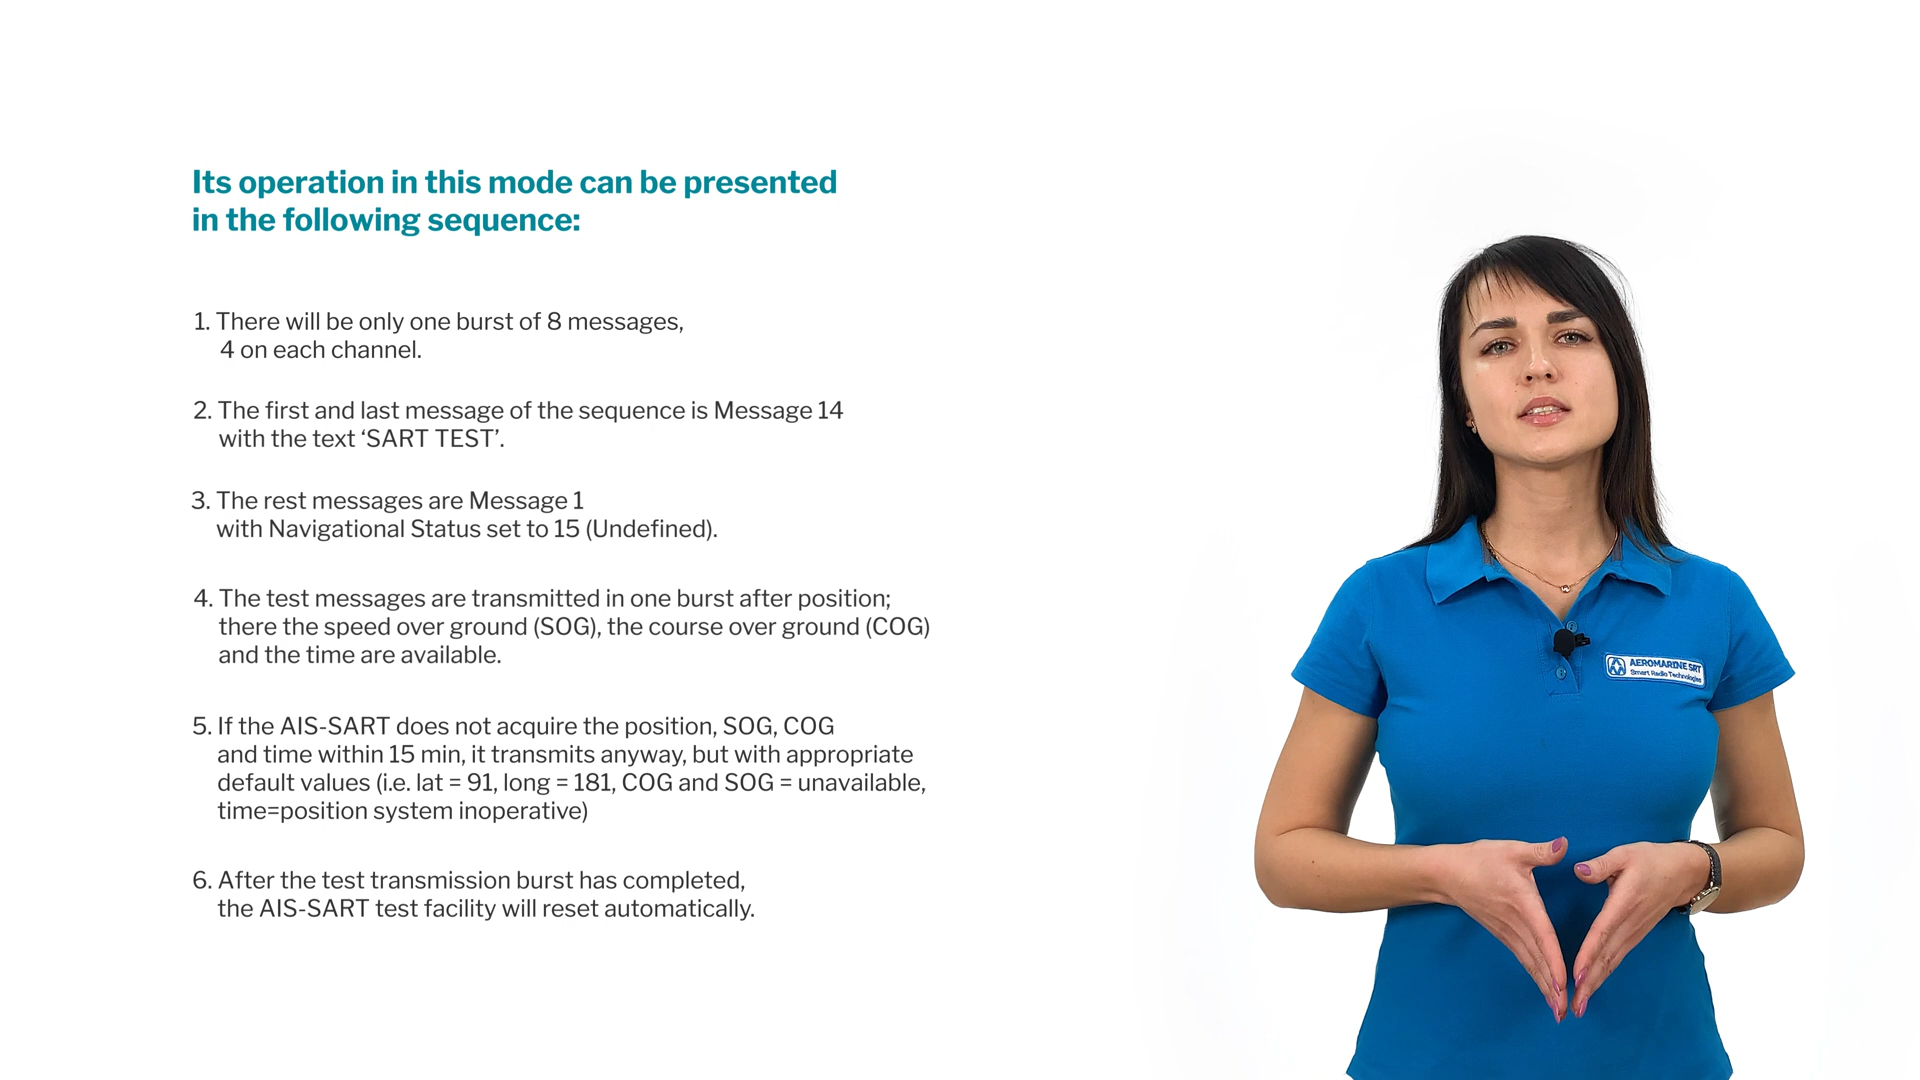 Its operation in this mode can be presented
in the following sequence:
1. There will be only one burst of 8 messages,
4 on each channel.
2. The first and last message of the sequence is Message 14
with the text ‘SART TEST’.
3. The rest messages are Message 1
with Navigational Status set to 15 (Undefined).
4. The test messages are transmitted in one burst after position;
there the speed over ground (SOG), the course over ground (COG)
and the time are available.
5. If the AIS-SART does not acquire the position, SOG, COG
and time within 15 min, it transmits anyway, but with appropriate
default values (i.e. lat = 91, long = 181, COG and SOG = unavailable,
time=position system inoperative)
6. After the test transmission burst has completed,
the AIS-SART test facility will reset automatically.
AEROMARINE SRT
Smart Radio Technologies